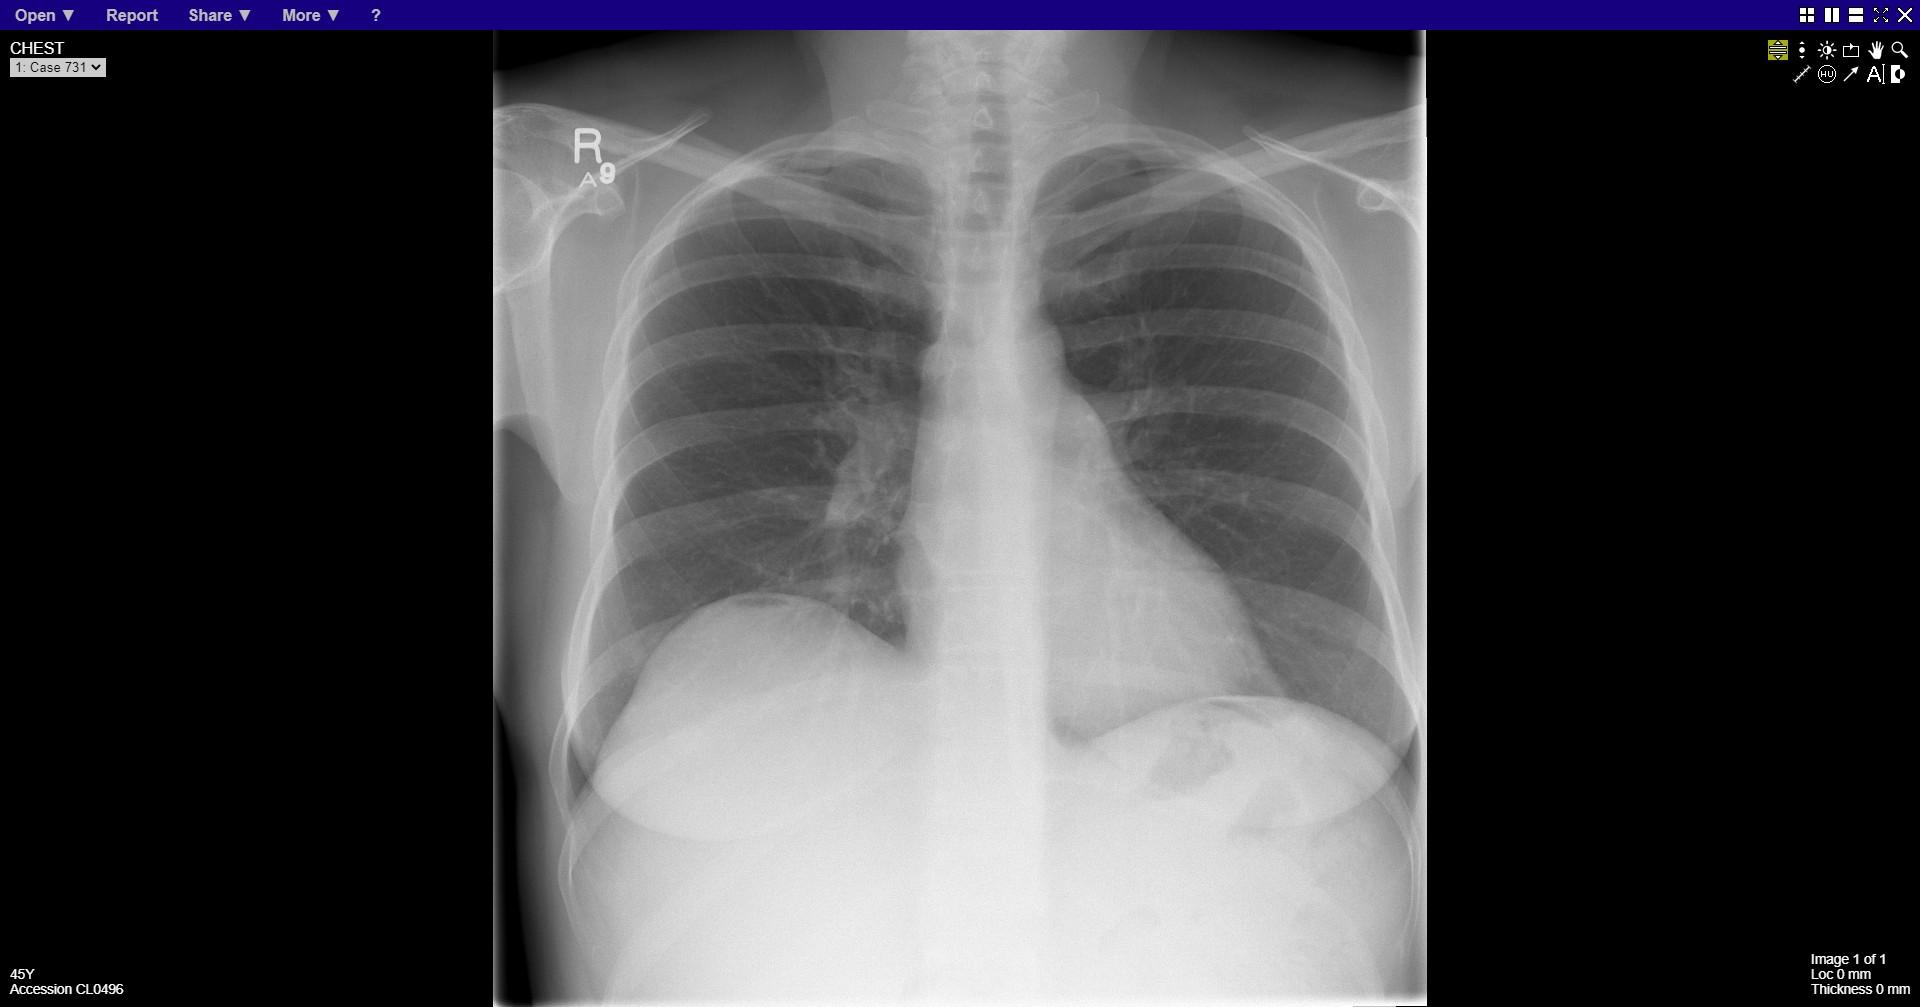 Open ▼ Report Share ▼ More ▼ ?
CHEST
1: Case 731
HU
A
R
9
A
45Y
Accession CL0496
Image 1 of 1
Loc 0 mm
Thickness 0 mm